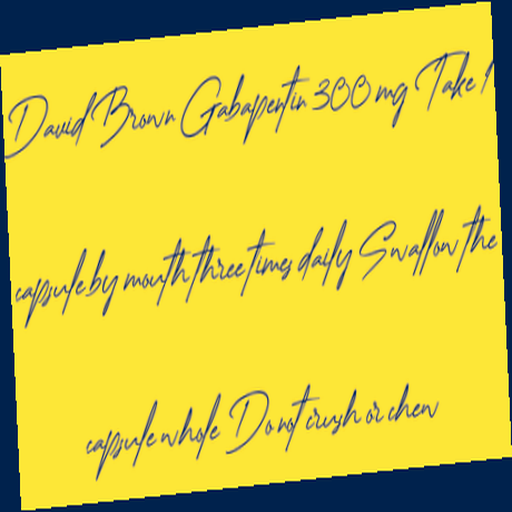 David Brown Gabapentin 300 mg Take 1
capsule by mouth three times daily Swallow the
capsule whole Do not crush or chew